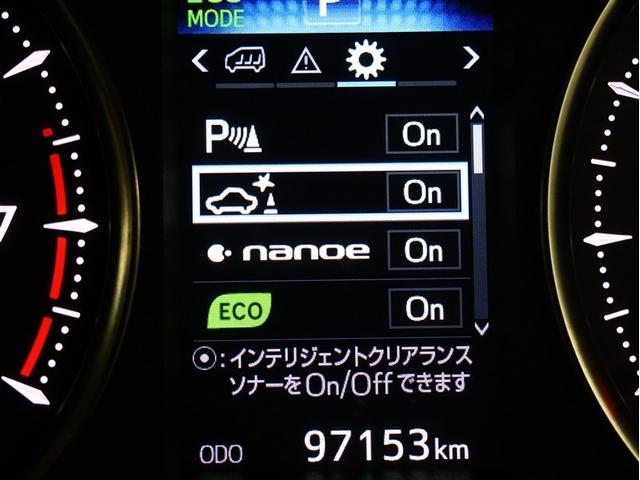 MODE
P
P On
On
nanoe On
ECO On
⦿:インテリジェントクリアランス
ソナーをOn/Offできます
ODO 97153km